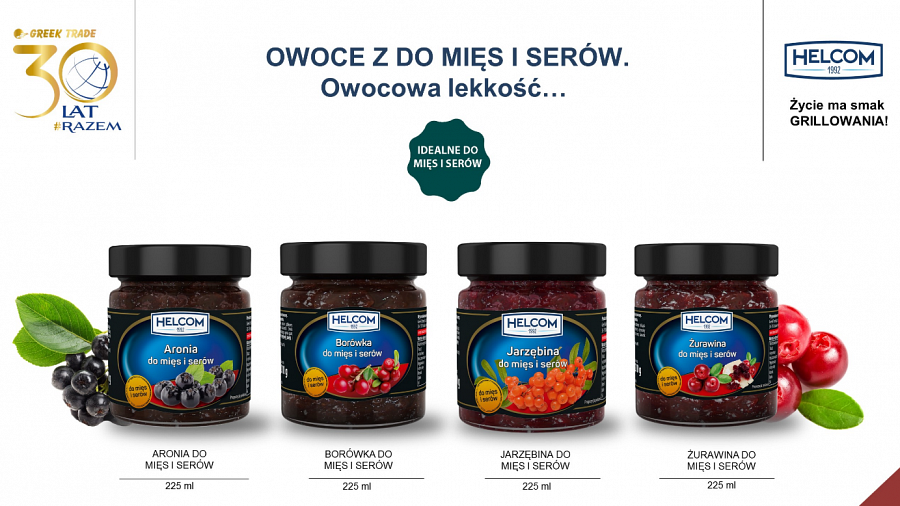 GREEK TRADE
30
LAT
#RAZEM
OWOCE Z DO MIĘS I SERÓW.
Owocowa lekkość…
HELCOM
1992
Życie ma smak
GRILLOWANIA!
IDEALNE DO
MIĘS I SERÓW
HELCOM
1992
Aronia
do mięs i serów
do mięs
i serów
HELCOM
1992
Borówka
do mięs i serów
do mięs
i serów
HELCOM
1992
Jarzębina
do mięs i serów
do mięs
i serów
HELCOM
1992
Żurawina
do mięs i serów
do mięs
i serów
ARONIA DO
MIĘS I SERÓW
225 ml
BORÓWKA DO
MIĘS I SERÓW
225 ml
JARZĘBINA DO
MIĘS I SERÓW
225 ml
ŻURAWINA DO
MIĘS I SERÓW
225 ml